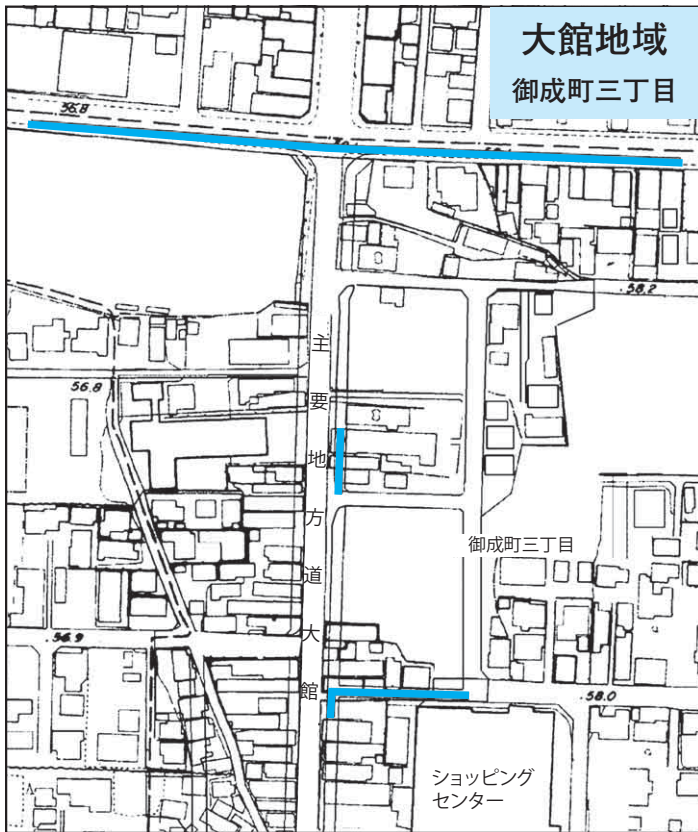 大館地域
御成町三丁目
56.8
58.2
主要地方道大館
56.8
御成町三丁目
56.9
58.0
ショッピング
センター